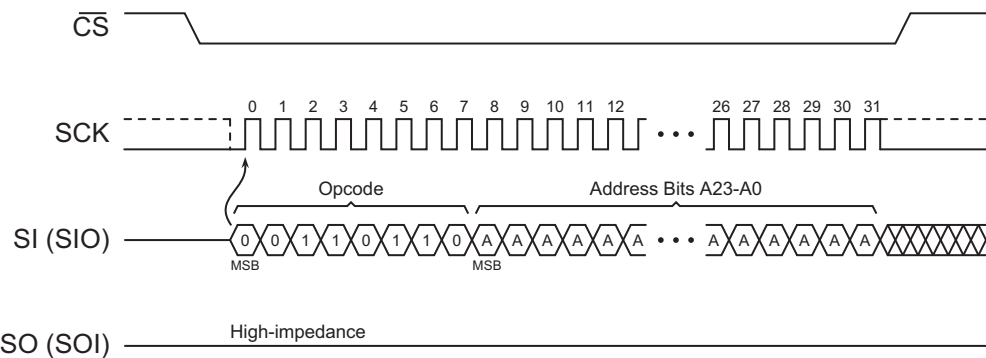 CS
0 1 2 3 4 5 6 7 8 9 10 11 12 26 27 28 29 30 31
SCK
Opcode Address Bits A23-A0
SI (SIO) 0 0 1 1 0 1 1 0 A A A A A A A A A A A A
MSB MSB
High-impedance
SO (SOI)